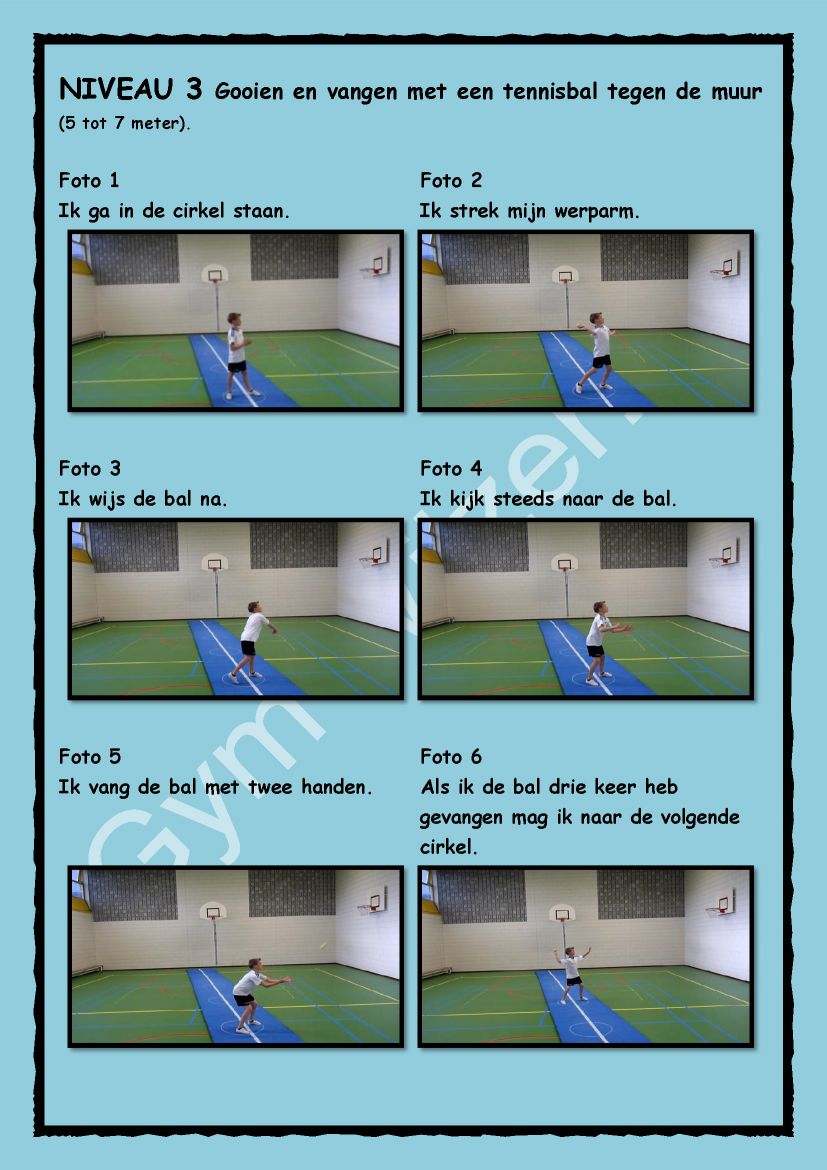 NIVEAU 3 Gooien en vangen met een tennisbal tegen de muur
(5 tot 7 meter).
Foto 1
Ik ga in de cirkel staan.
Foto 2
Ik strek mijn werparm.
Foto 3
Ik wijs de bal na.
Foto 4
Ik kijk steeds naar de bal.
Foto 5
Ik vang de bal met twee handen.
Foto 6
Als ik de bal drie keer heb
gevangen mag ik naar de volgende
cirkel.
Gym